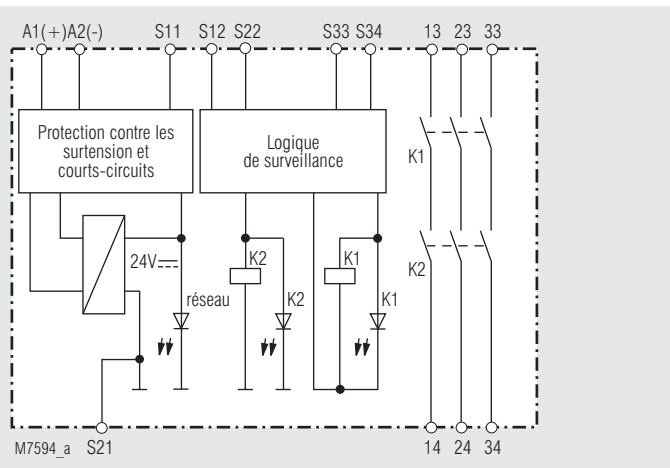 A1(+) A2(-) S11 S12 S22 S33 S34 13 23 33
Protection contre les
surtension et
courts-circuits
Logique
de surveillance
K1
24V
K2
K1
K2
réseau
K2
K1
M7594_a S21 14 24 34